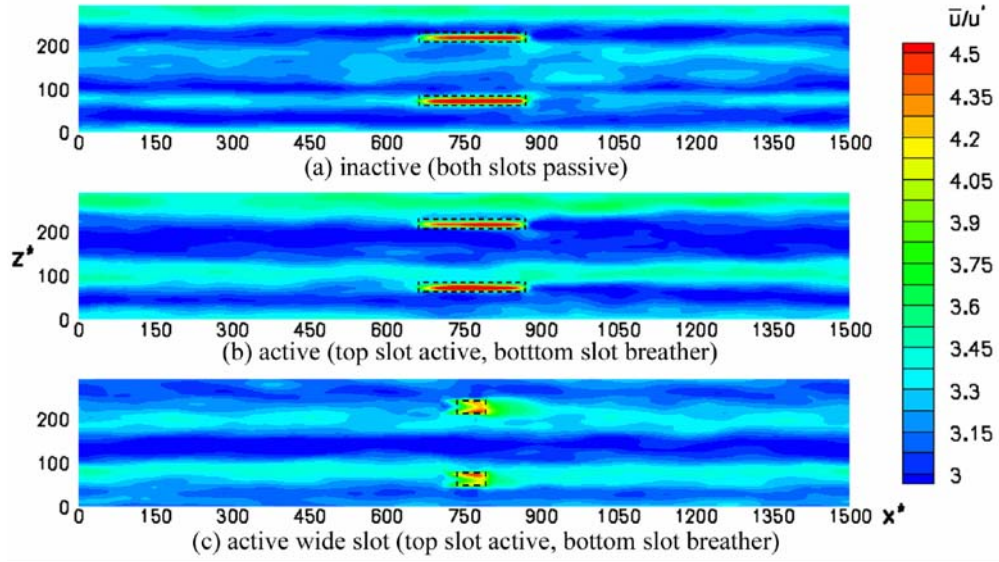 ū/u'
200
100
0
0 150 300 450 600 750 900 1050 1200 1350 1500
(a) inactive (both slots passive)
200
100
0
0 150 300 450 600 750 900 1050 1200 1350 1500
(b) active (top slot active, botttom slot breather)
z*
200
100
0
0 150 300 450 600 750 900 1050 1200 1350 1500 x*
(c) active wide slot (top slot active, bottom slot breather)
4.5
4.35
4.2
4.05
3.9
3.75
3.6
3.45
3.3
3.15
3